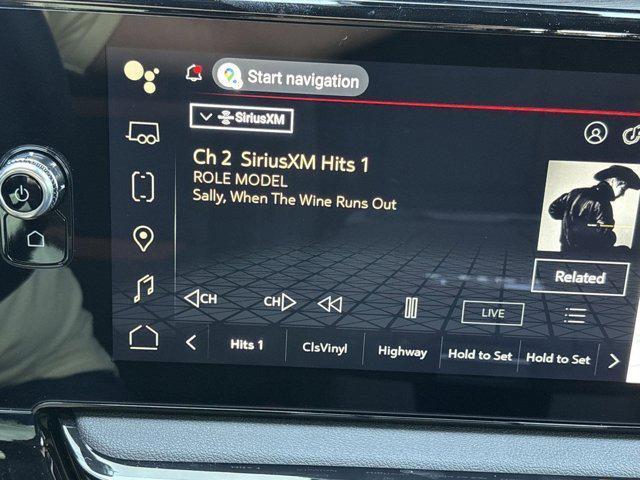 Start navigation
SiriusXM
Ch 2 SiriusXM Hits 1
ROLE MODEL
Sally, When The Wine Runs Out
Related
CH
CH
LIVE
Hits 1
ClsVinyl
Highway
Hold to Set
Hold to Set